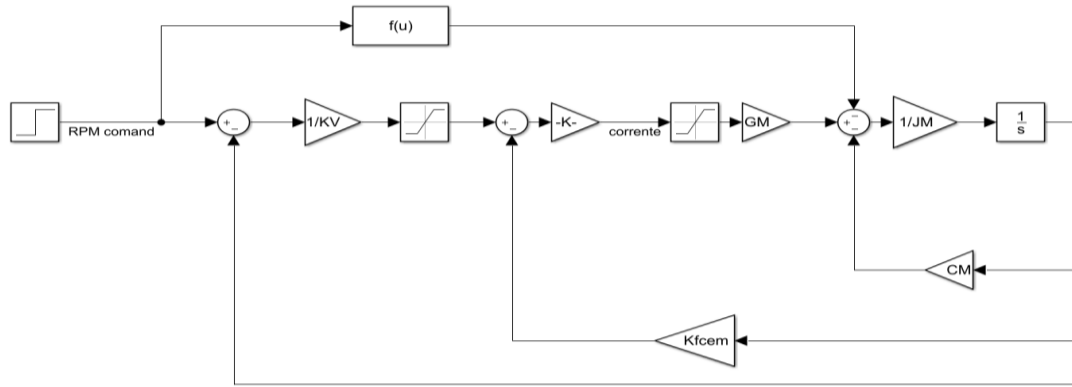 f(u)
RPM comand
+
−
1/KV
+
−
-K-
corrente
GM
−
+
−
1/JM
1
s
CM
Kfcem